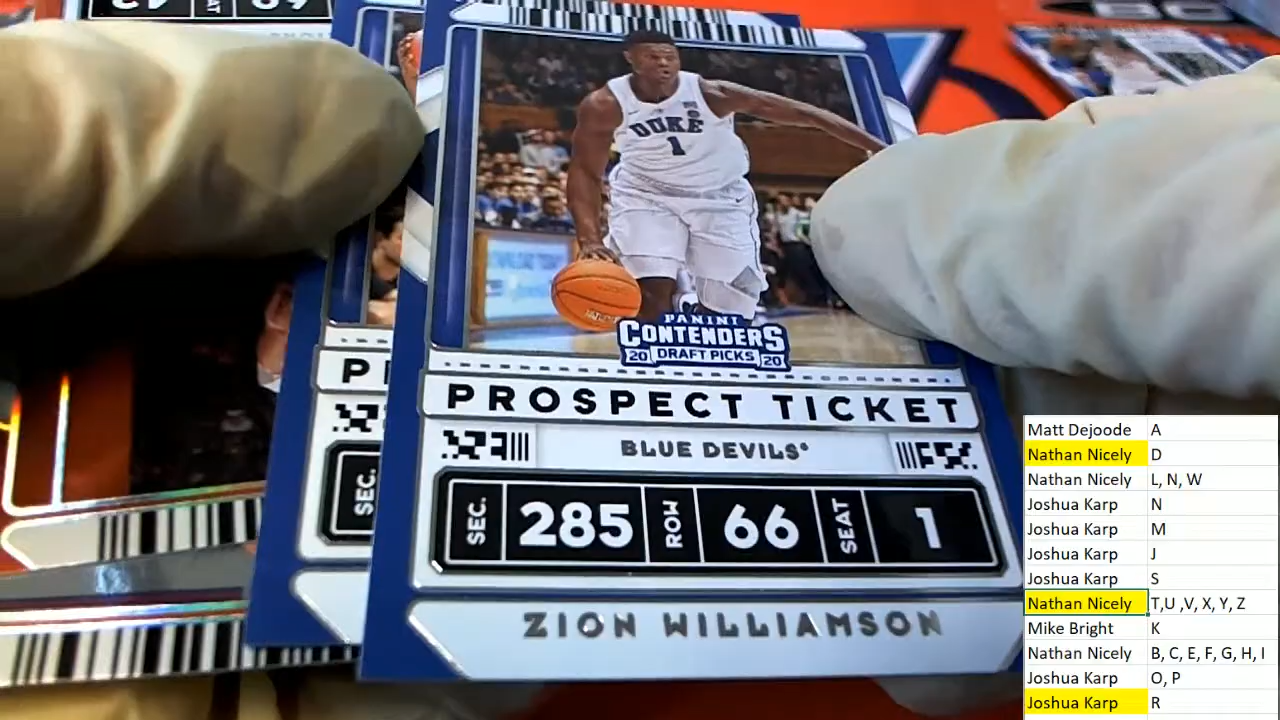 DUKE
1
PANINI
CONTENDERS
20 DRAFT PICKS 20
PROSPECT TICKET
BLUE DEVILS
SEC. 285 ROW 66 SEAT 1
ZION WILLIAMSON
P
SEC.
SEAT
Matt Dejoode A
Nathan Nicely D
Nathan Nicely L, N, W
Joshua Karp N
Joshua Karp M
Joshua Karp J
Joshua Karp S
Nathan Nicely T,U ,V, X, Y, Z
Mike Bright K
Nathan Nicely B, C, E, F, G, H, I
Joshua Karp O, P
Joshua Karp R